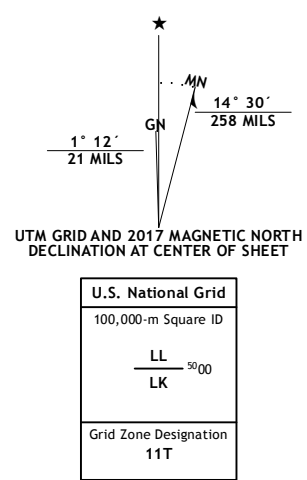 ★
MN
GN
14° 30´
258 MILS
1° 12´
21 MILS
UTM GRID AND 2017 MAGNETIC NORTH
DECLINATION AT CENTER OF SHEET
U.S. National Grid
100,000-m Square ID
LL
5000
LK
Grid Zone Designation
11T